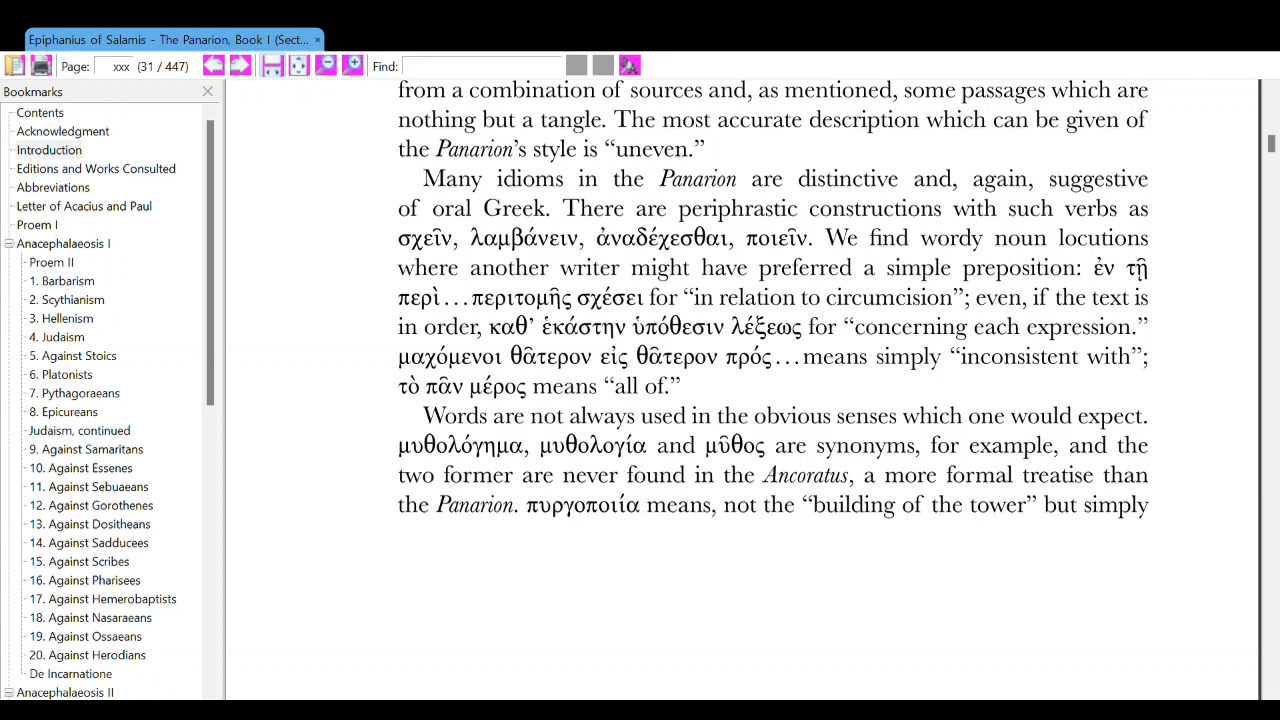 Epiphanius of Salamis - The Panarion, Book I (Sect... ×
Page: xxx (31 / 447) Find:
Bookmarks
Contents
Acknowledgment
Introduction
Editions and Works Consulted
Abbreviations
Letter of Acacius and Paul
Proem I
Anacephalaeosis I
Proem II
1. Barbarism
2. Scythianism
3. Hellenism
4. Judaism
5. Against Stoics
6. Platonists
7. Pythagoraeans
8. Epicureans
Judaism, continued
9. Against Samaritans
10. Against Essenes
11. Against Sebuaeans
12. Against Gorothenes
13. Against Dositheans
14. Against Sadducees
15. Against Scribes
16. Against Pharisees
17. Against Hemerobaptists
18. Against Nasaraeans
19. Against Ossaeans
20. Against Herodians
De Incarnatione
Anacephalaeosis II
from a combination of sources and, as mentioned, some passages which are
nothing but a tangle. The most accurate description which can be given of
the Panarion’s style is “uneven.”
Many idioms in the Panarion are distinctive and, again, suggestive
of oral Greek. There are periphrastic constructions with such verbs as
σχεῖν, λαμβάνειν, ἀναδέχεσθαι, ποιεῖν. We find wordy noun locutions
where another writer might have preferred a simple preposition: ἐν τῇ
περὶ…περιτομῆς σχέσει for “in relation to circumcision”; even, if the text is
in order, καθ’ ἑκάστην ὑπόθεσιν λέξεως for “concerning each expression.”
μαχόμενοι θᾶτερον εἰς θᾶτερον πρός…means simply “inconsistent with”;
τὸ πᾶν μέρος means “all of.”
Words are not always used in the obvious senses which one would expect.
μυθολόγημα, μυθολογία and μῦθος are synonyms, for example, and the
two former are never found in the Ancoratus, a more formal treatise than
the Panarion. πυργοποιία means, not the “building of the tower” but simply